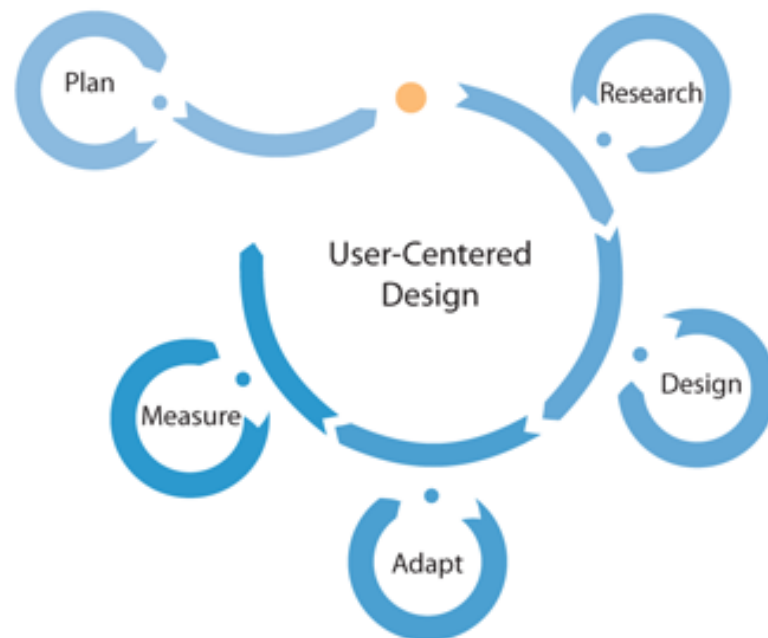 Plan
Research
User-Centered
Design
Design
Measure
Adapt